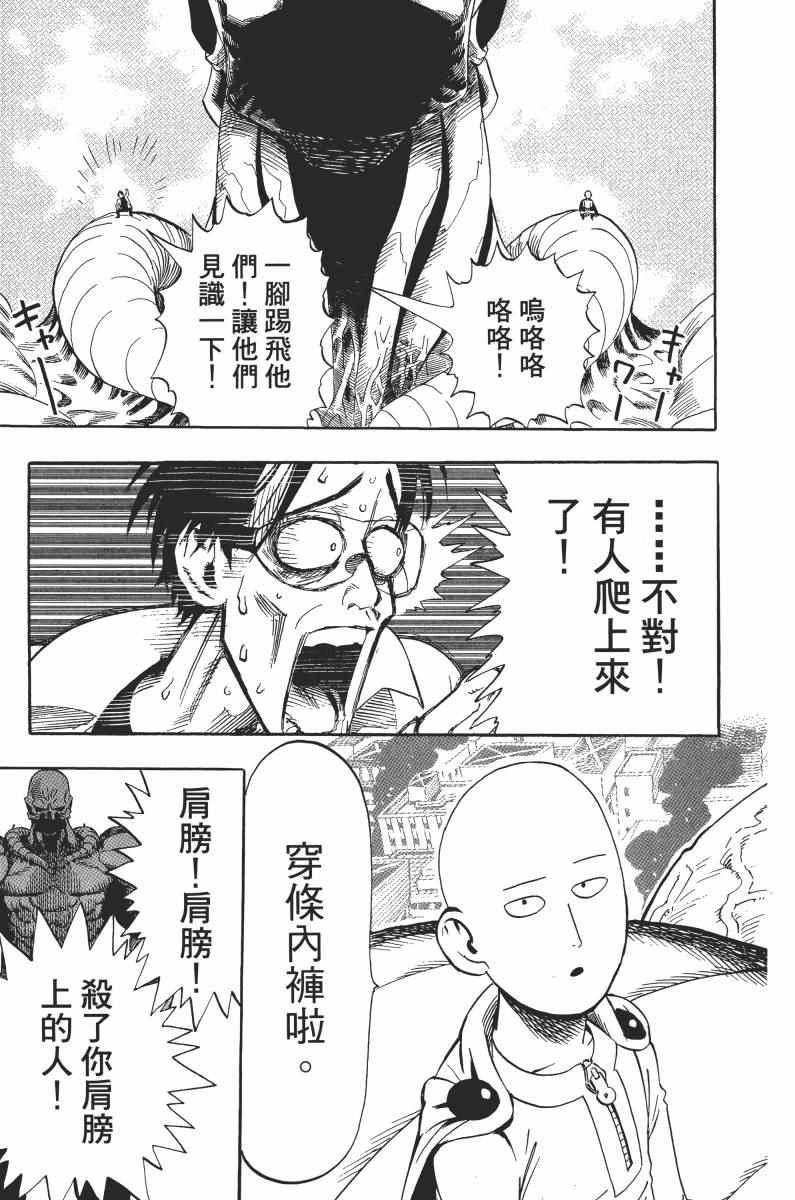 嗚咯咯
咯咯！
一腳踢飛他
們！讓他們
見識一下！
キャー
ワー
キャー
……不對！
有人爬上來
了！
穿條內褲啦。
肩膀！肩膀！
殺了你肩膀
上的人！